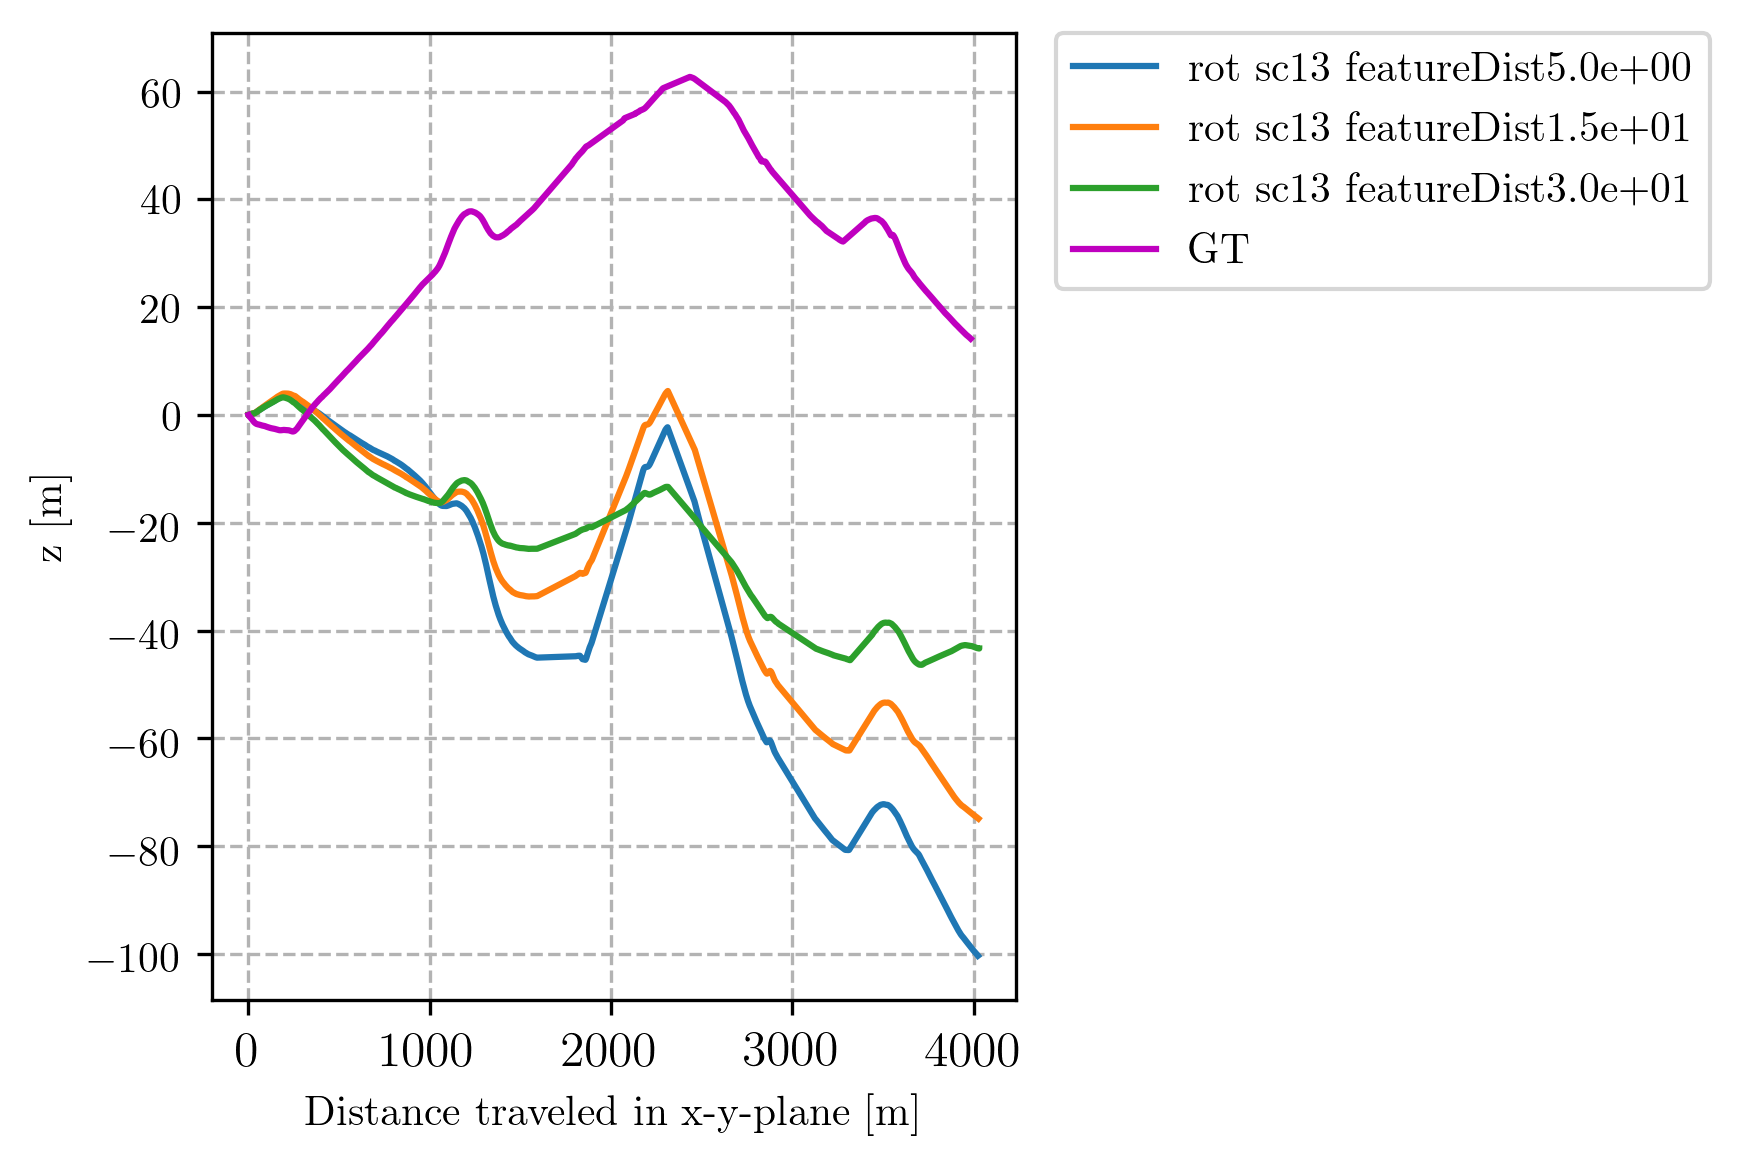 rot sc13 featureDist5.0e+00
rot sc13 featureDist1.5e+01
rot sc13 featureDist3.0e+01
GT
60
40
20
0
−20
−40
−60
−80
−100
z [m]
0 1000 2000 3000 4000
Distance traveled in x-y-plane [m]